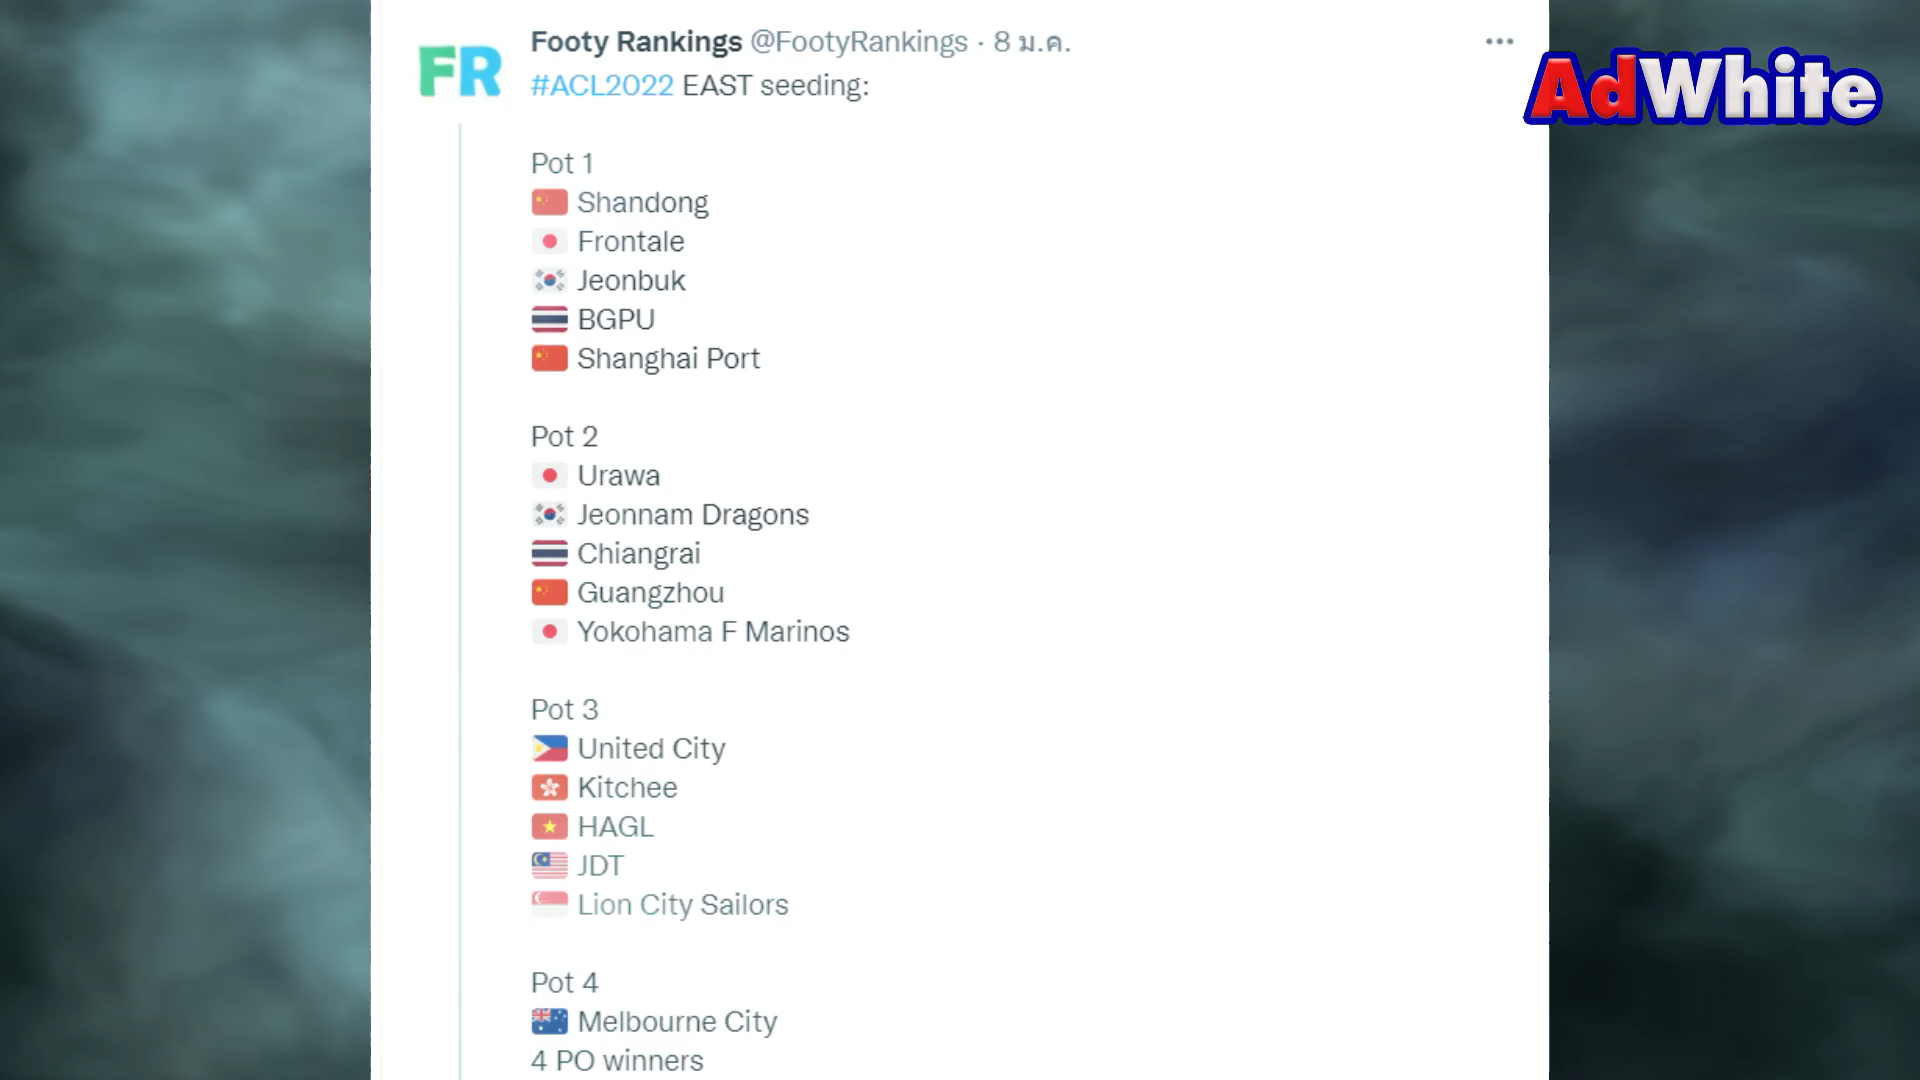 Footy Rankings @FootyRankings · 8 ม.ค.
FR
#ACL2022 EAST seeding:
AdWhite
Pot 1
Shandong
Frontale
Jeonbuk
BGPU
Shanghai Port
Pot 2
Urawa
Jeonnam Dragons
Chiangrai
Guangzhou
Yokohama F Marinos
Pot 3
United City
Kitchee
HAGL
JDT
Lion City Sailors
Pot 4
Melbourne City
4 PO winners